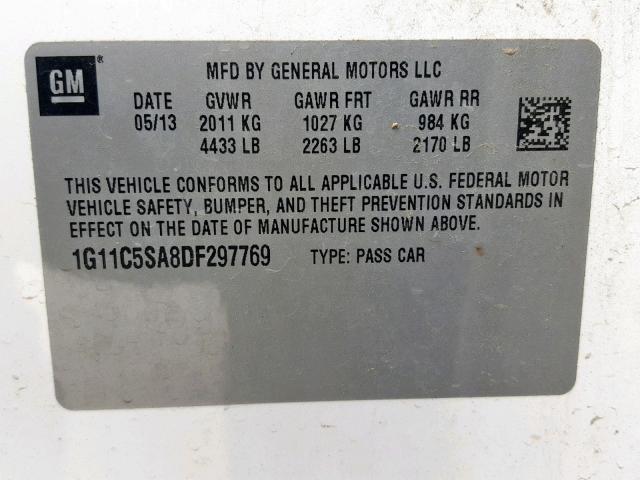 GM®
MFD BY GENERAL MOTORS LLC
DATE GVWR GAWR FRT GAWR RR
05/13 2011 KG 1027 KG 984 KG
4433 LB 2263 LB 2170 LB
THIS VEHICLE CONFORMS TO ALL APPLICABLE U.S. FEDERAL MOTOR
VEHICLE SAFETY, BUMPER, AND THEFT PREVENTION STANDARDS IN
EFFECT ON THE DATE OF MANUFACTURE SHOWN ABOVE.
1G11C5SA8DF297769 TYPE: PASS CAR